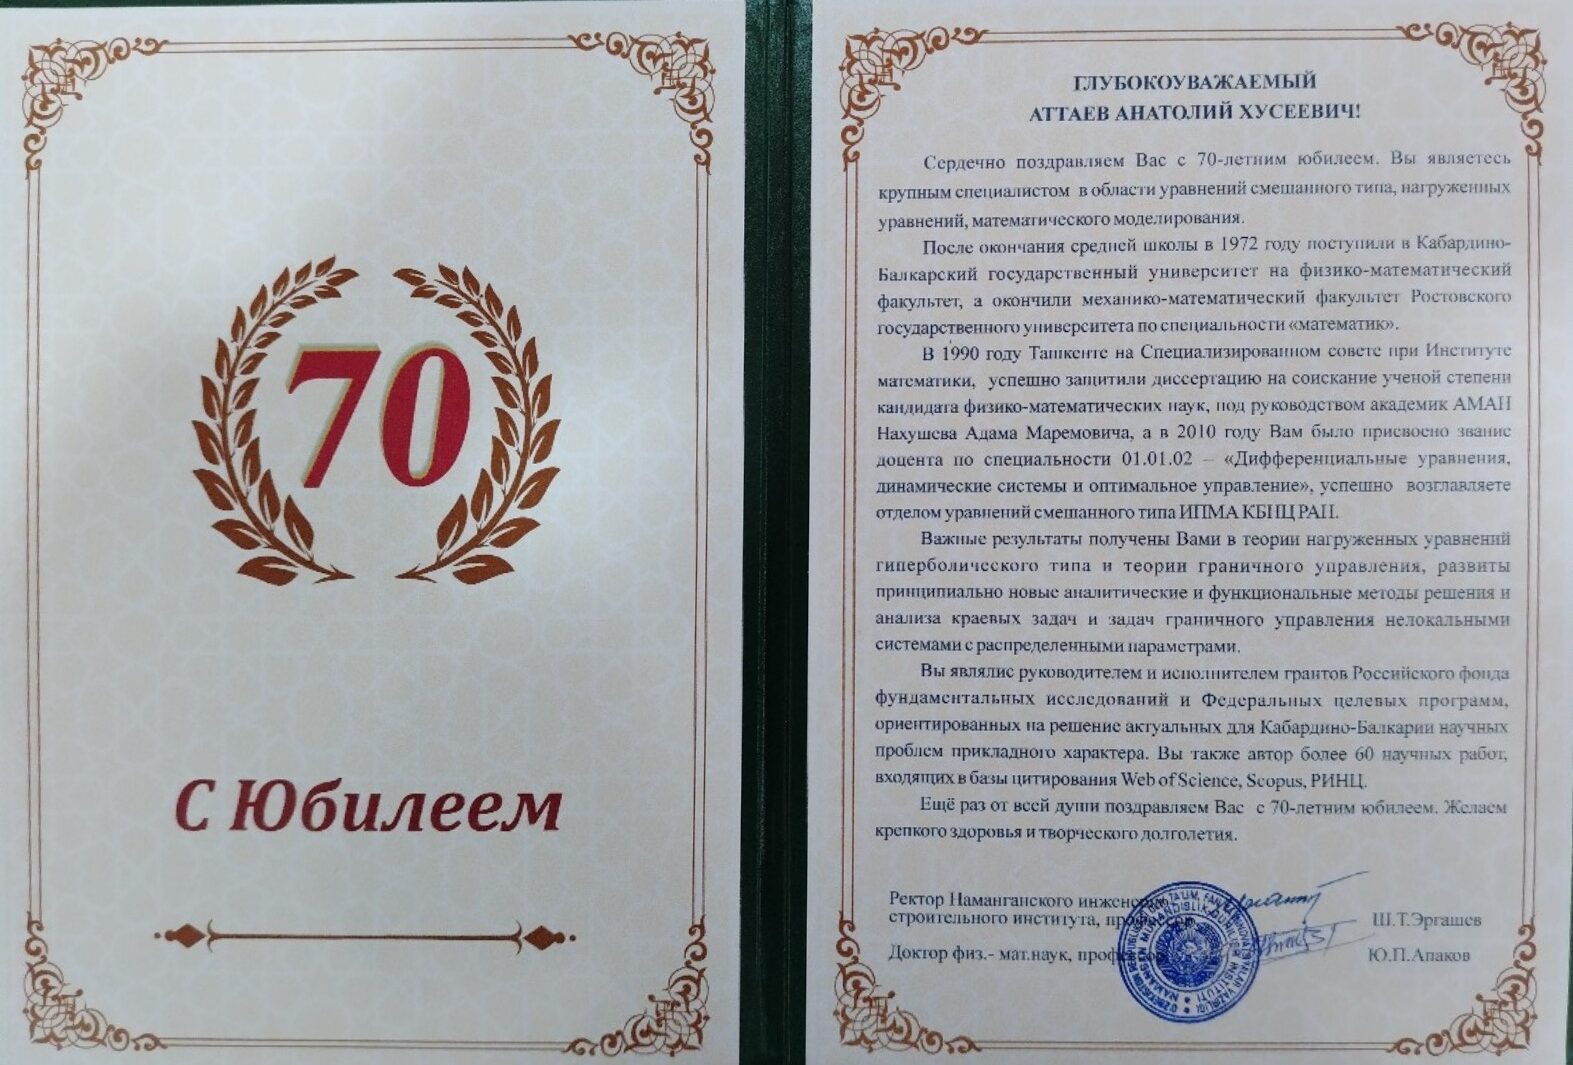 70
С Юбилеем
ГЛУБОКОУВАЖАЕМЫЙ
АТТАЕВ АНАТОЛИЙ ХУСЕЕВИЧ!
Сердечно поздравляем Вас с 70-летним юбилеем. Вы являетесь
крупным специалистом в области уравнений смешанного типа, нагруженных
уравнений, математического моделирования.
После окончания средней школы в 1972 году поступили в Кабардино-
Балкарский государственный университет на физико-математический
факультет, а окончили механико-математический факультет Ростовского
государственного университета по специальности «математик».
В 1990 году Ташкенте на Специализированном совете при Институте
математики, успешно защитили диссертацию на соискание ученой степени
кандидата физико-математических наук, под руководством академик АМАН
Нахушева Адама Маремовича, а в 2010 году Вам было присвоено звание
доцента по специальности 01.01.02 – «Дифференциальные уравнения,
динамические системы и оптимальное управление», успешно возглавляете
отделом уравнений смешанного типа ИПМА КБНЦ РАН.
Важные результаты получены Вами в теории нагруженных уравнений
гиперболического типа и теории граничного управления, развиты
принципиально новые аналитические и функциональные методы решения и
анализа краевых задач и задач граничного управления нелокальными
системами с распределенными параметрами.
Вы являлис руководителем и исполнителем грантов Российского фонда
фундаментальных исследований и Федеральных целевых программ,
ориентированных на решение актуальных для Кабардино-Балкарии научных
проблем прикладного характера. Вы также автор более 60 научных работ,
входящих в базы цитирования Web of Science, Scopus, РИНЦ.
Ещё раз от всей души поздравляем Вас с 70-летним юбилеем. Желаем
крепкого здоровья и творческого долголетия.
Ректор Наманганского инженерно-
строительного института, профессор Ш.Т.Эргашев
Доктор физ.- мат.наук, профессор Ю.П.Апаков
NAMANGAN MUHANDISLIK-QURILISH INSTITUTI